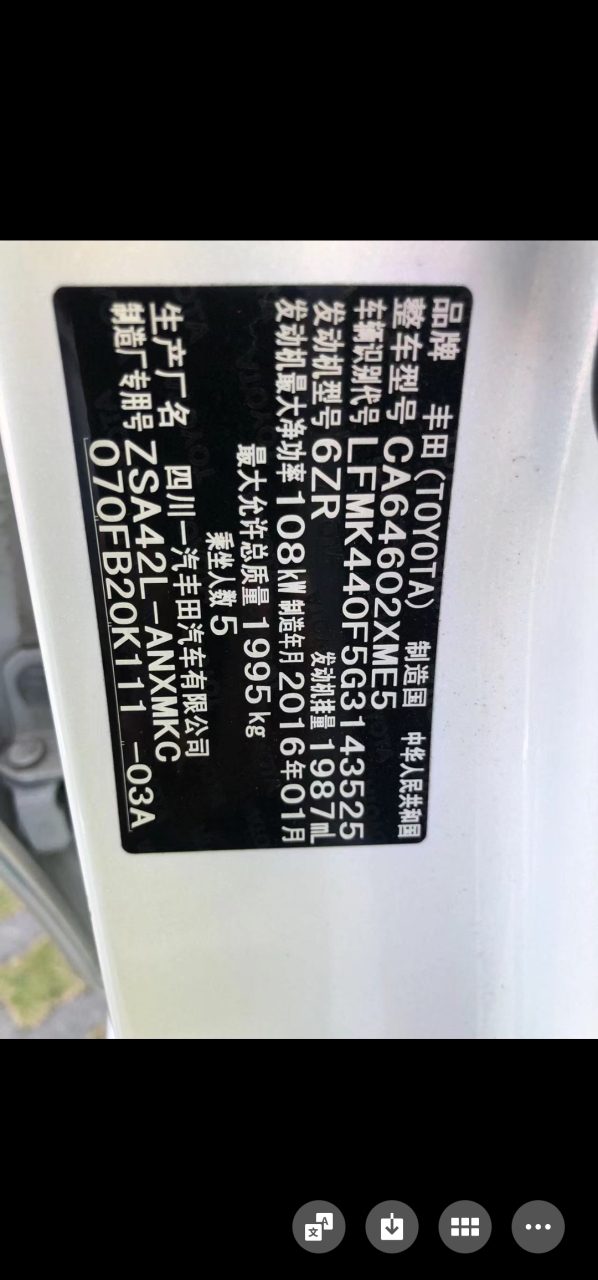 品牌 丰田 (TOYOTA) 制造国 中华人民共和国
整车型号 CA64602XME5
车辆识别代号 LFMK440F5G3143525
发动机型号 6ZR 发动机排量 1987mL
发动机最大净功率 108kW 制造年月 2016年01月
最大允许总质量 1995kg
乘坐人数 5
生产厂名 四川一汽丰田汽车有限公司
制造厂专用号 ZSA42L-ANXMKC
070FB20K111 -03A